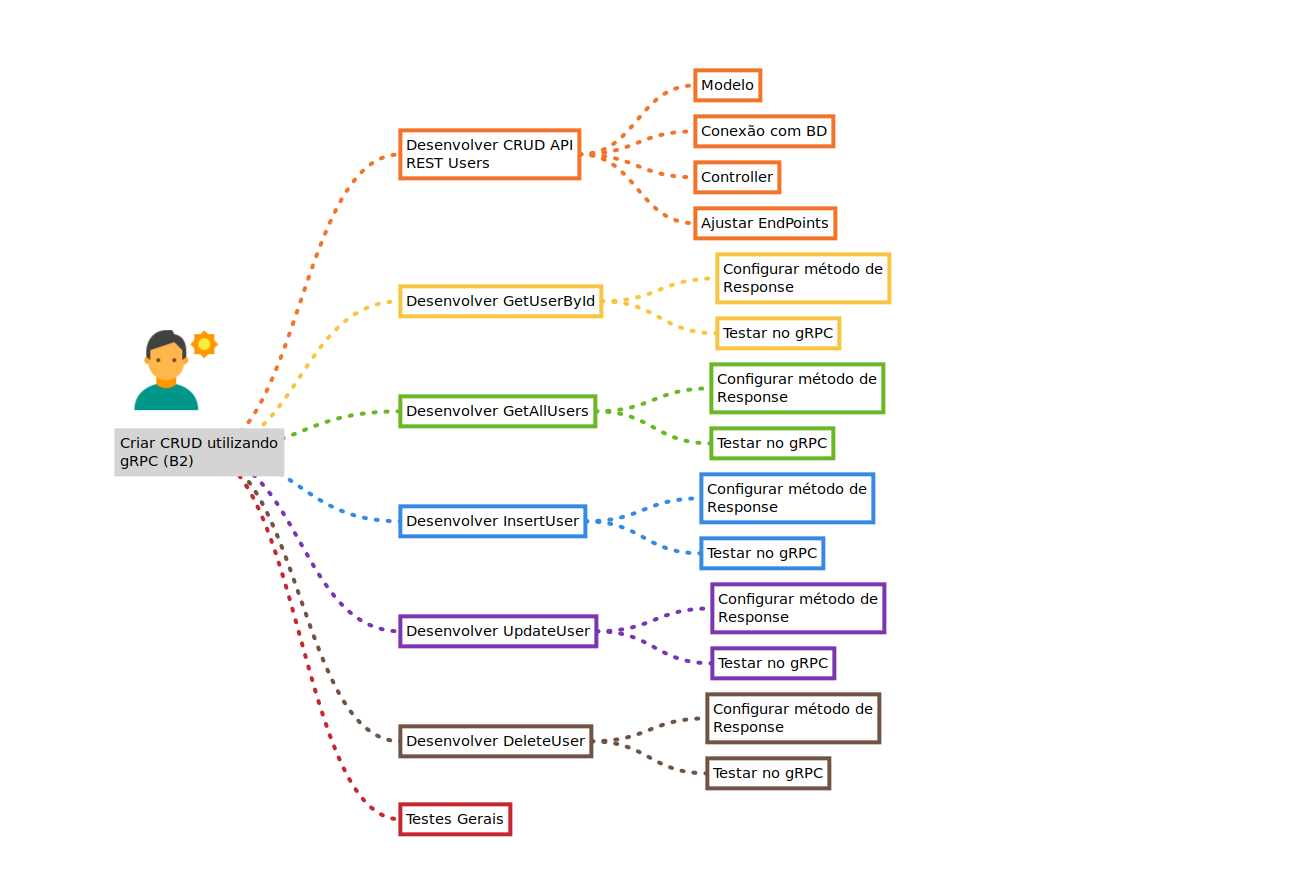 Criar CRUD utilizando
gRPC (B2)
Desenvolver CRUD API
REST Users
Modelo
Conexão com BD
Controller
Ajustar EndPoints
Desenvolver GetUserById
Configurar método de
Response
Testar no gRPC
Desenvolver GetAllUsers
Configurar método de
Response
Testar no gRPC
Desenvolver InsertUser
Configurar método de
Response
Testar no gRPC
Desenvolver UpdateUser
Configurar método de
Response
Testar no gRPC
Desenvolver DeleteUser
Configurar método de
Response
Testar no gRPC
Testes Gerais